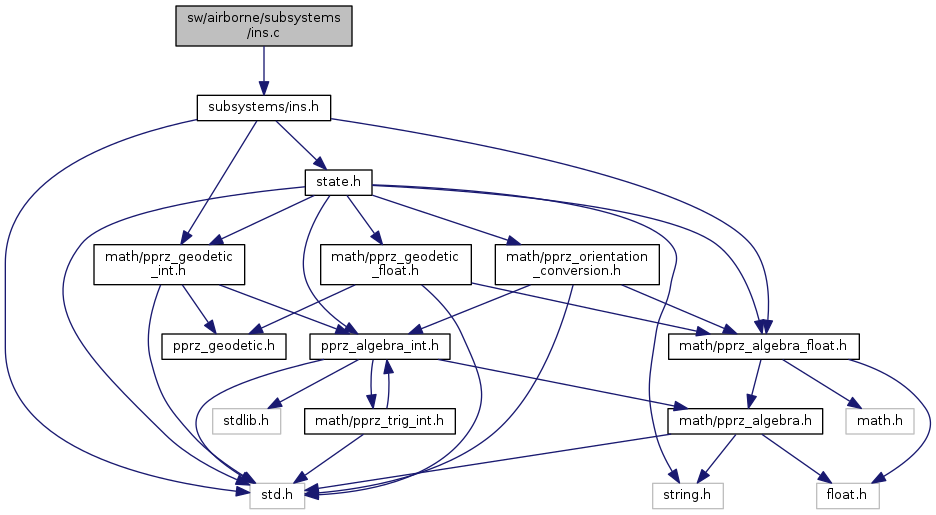 sw/airborne/subsystems
/ins.c
subsystems/ins.h
state.h
math/pprz_geodetic
_int.h
math/pprz_geodetic
_float.h
math/pprz_orientation
_conversion.h
pprz_geodetic.h
pprz_algebra_int.h
math/pprz_algebra_float.h
stdlib.h
math/pprz_trig_int.h
math/pprz_algebra.h
math.h
std.h
string.h
float.h